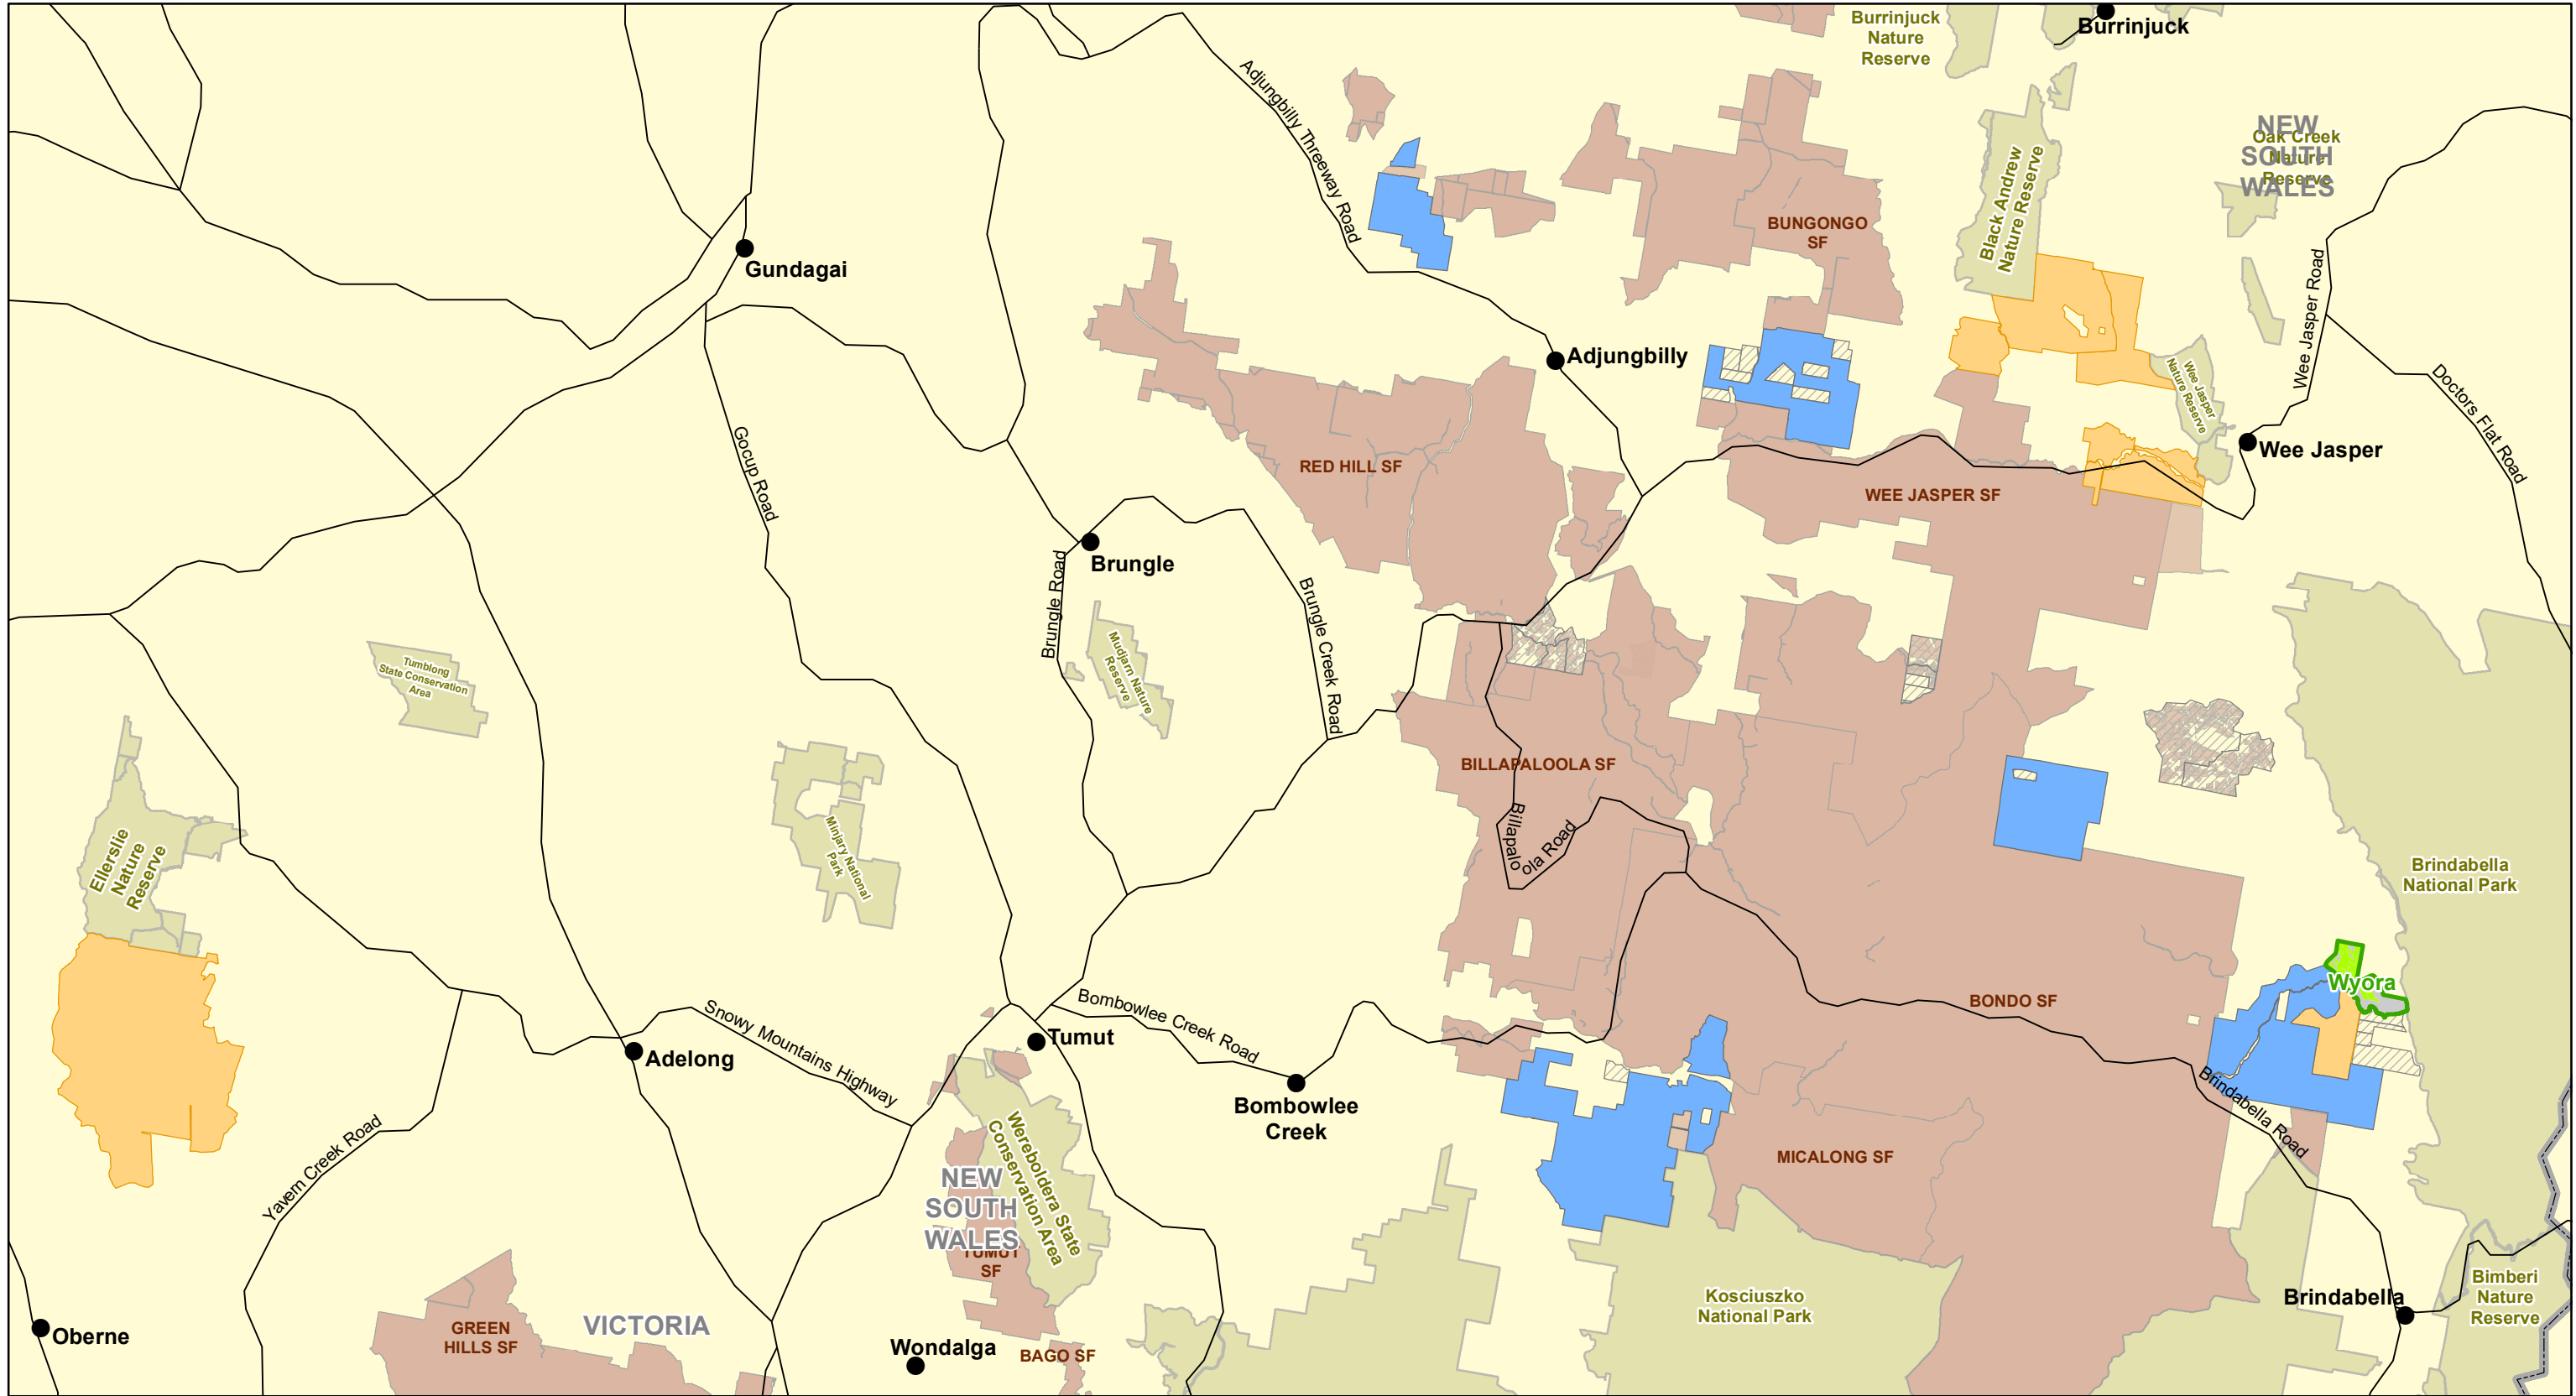 Burrinjuck
Nature
Reserve
Burrinjuck
Adjungbilly Threeway Road
NEW
SOUTH
WALES
Oak Creek
Nature
Reserve
Black Andrew
Nature Reserve
BUNGONGO
SF
Gundagai
Wee Jasper Road
Adjungbilly
Wee Jasper
Nature Reserve
Doctors Flat Road
Gocup Road
RED HILL SF
Wee Jasper
WEE JASPER SF
Brungle
Brungle Road
Brungle Creek Road
Tumblong
State Conservation
Area
Mudjarn Nature
Reserve
BILLAPALOOLA SF
Billapalo
ola Road
Ellerslie
Nature
Reserve
Minjary National
Park
Brindabella
National Park
Wyora
BONDO SF
Snowy Mountains Highway
Bombowlee Creek Road
Tumut
Adelong
Brindabella Road
Bombowlee
Creek
Yaven Creek Road
Wereboldera State
Conservation Area
MICALONG SF
NEW
SOUTH
WALES
TUMUT
SF
Kosciuszko
National Park
Bimberi
Nature
Reserve
Brindabella
Oberne
GREEN
HILLS SF
VICTORIA
Wondalga
BAGO SF